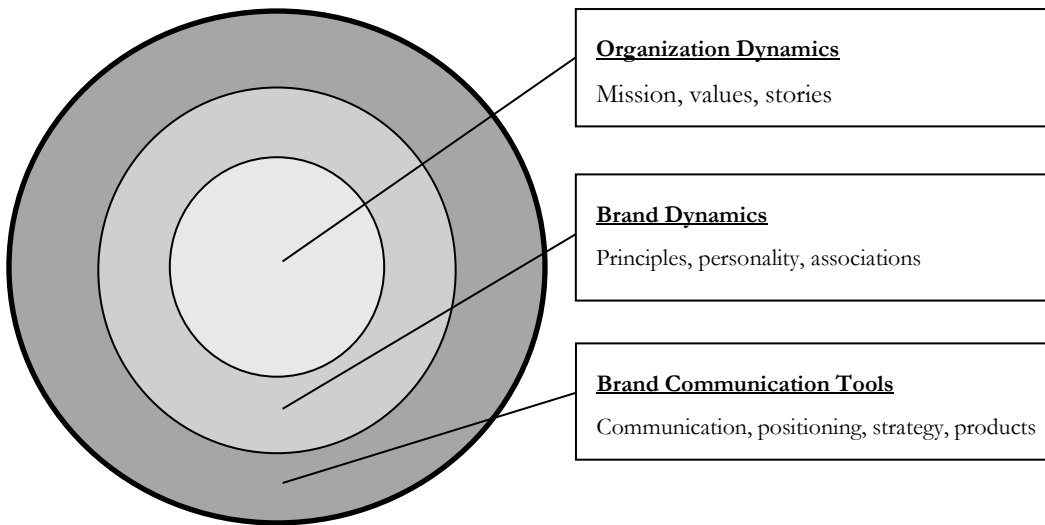 Organization Dynamics
Mission, values, stories
Brand Dynamics
Principles, personality, associations
Brand Communication Tools
Communication, positioning, strategy, products